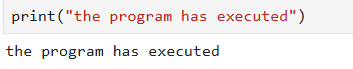 print("the program has executed")
the program has executed